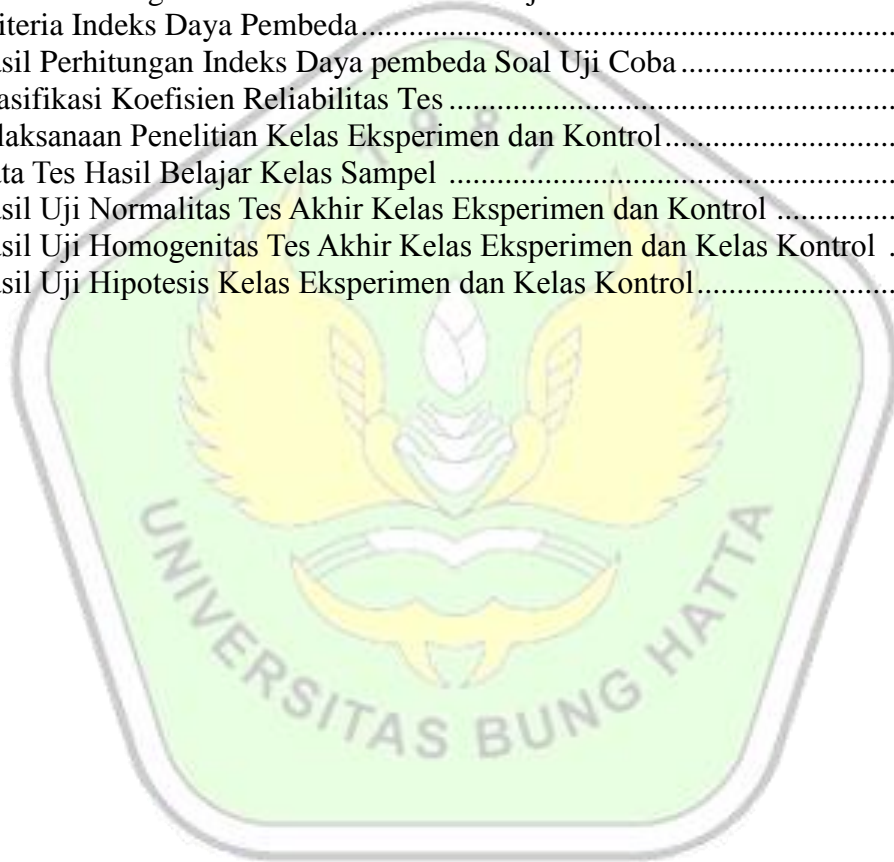 riteria Indeks Daya Pembeda
sil Perhitungan Indeks Daya pembeda Soal Uji Coba
asifikasi Koefisien Reliabilitas Tes
laksanaan Penelitian Kelas Eksperimen dan Kontrol
ta Tes Hasil Belajar Kelas Sampel
sil Uji Normalitas Tes Akhir Kelas Eksperimen dan Kontrol
sil Uji Homogenitas Tes Akhir Kelas Eksperimen dan Kelas Kontrol
sil Uji Hipotesis Kelas Eksperimen dan Kelas Kontrol
1981
UNIVERSITAS BUNG HATTA